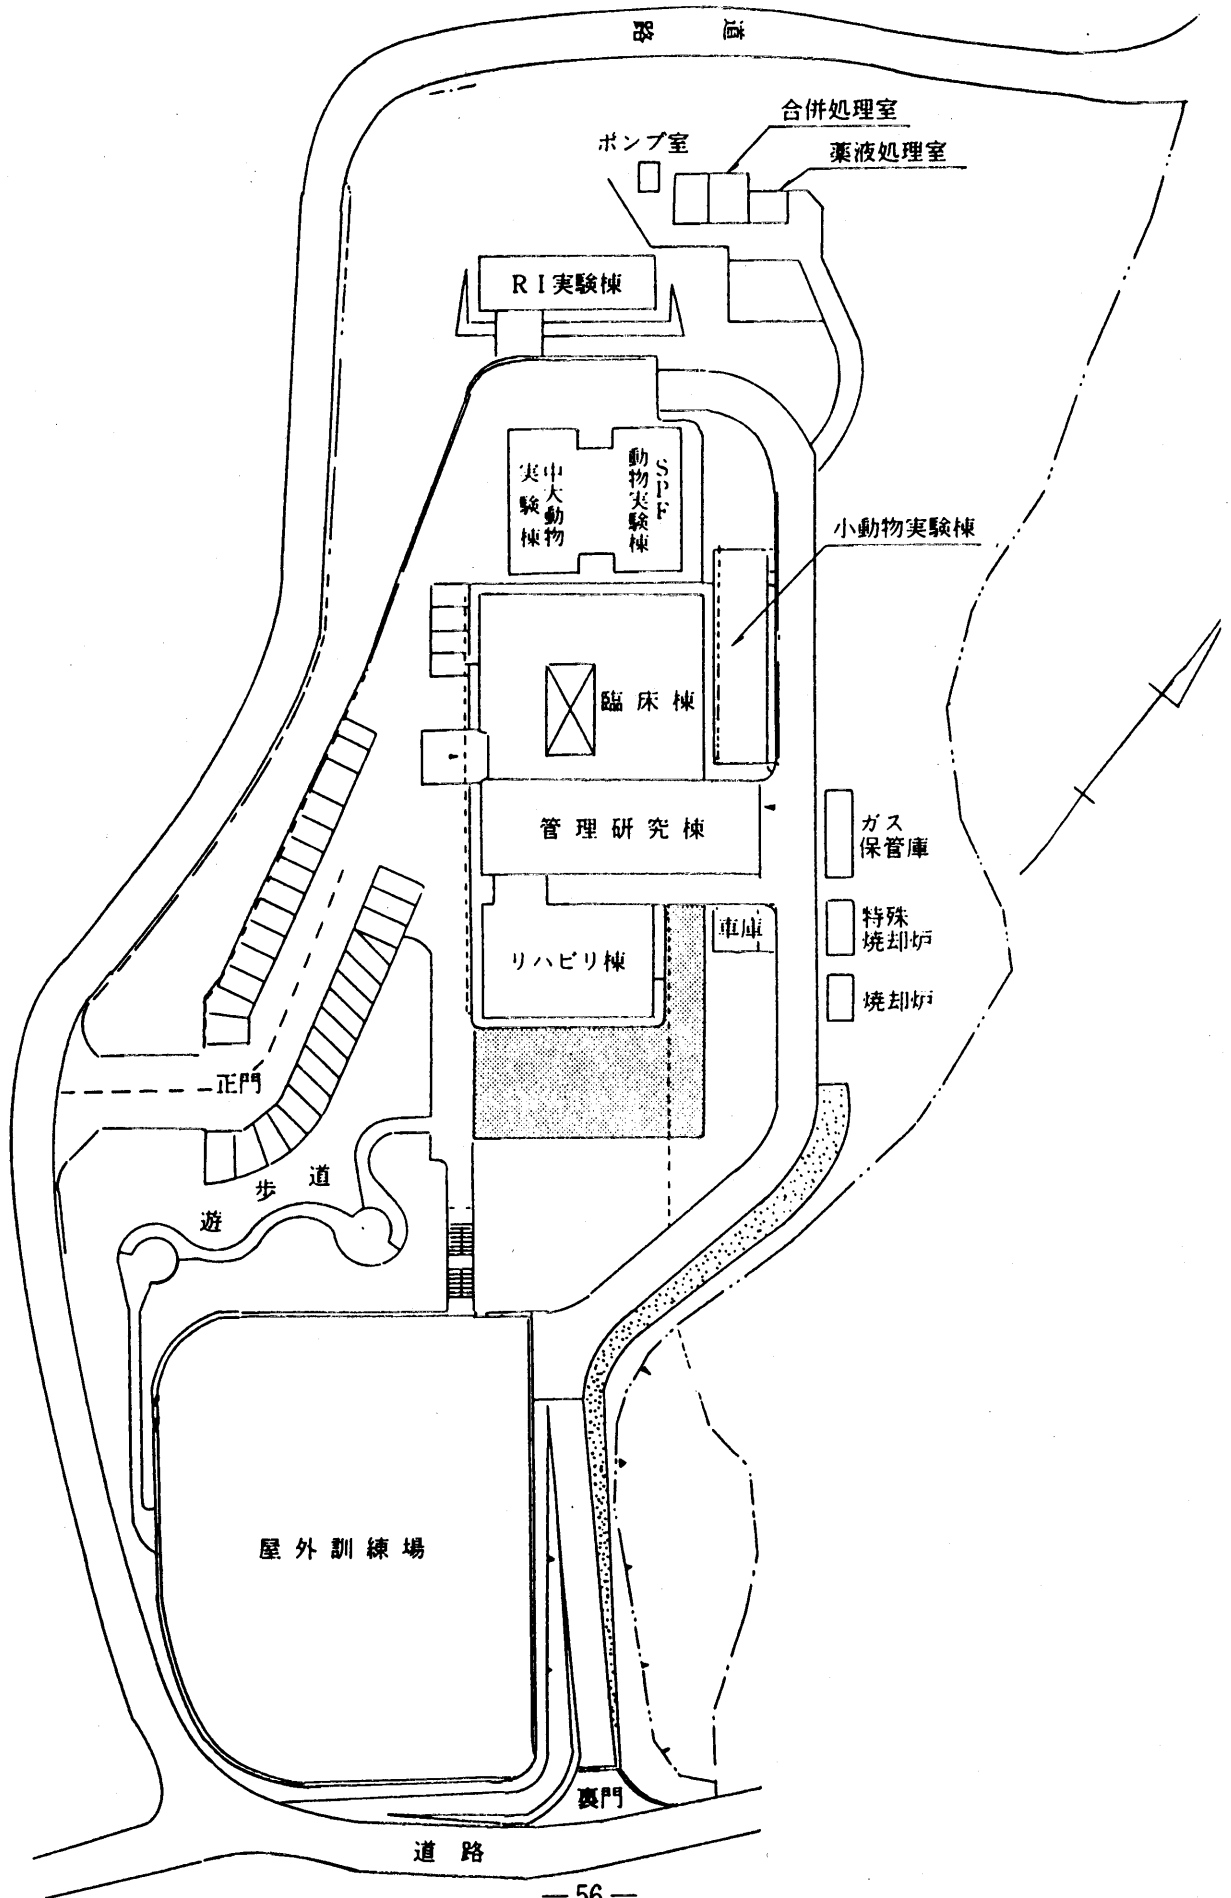 道路
合併処理室
ポンプ室
薬液処理室
RI実験棟
中大動物
実験棟
SPF
動物実験棟
小動物実験棟
臨床棟
管理研究棟
ガス
保管庫
特殊
焼却炉
車庫
リハビリ棟
焼却炉
正門
遊歩道
屋外訓練場
裏門
道路
— 56 —